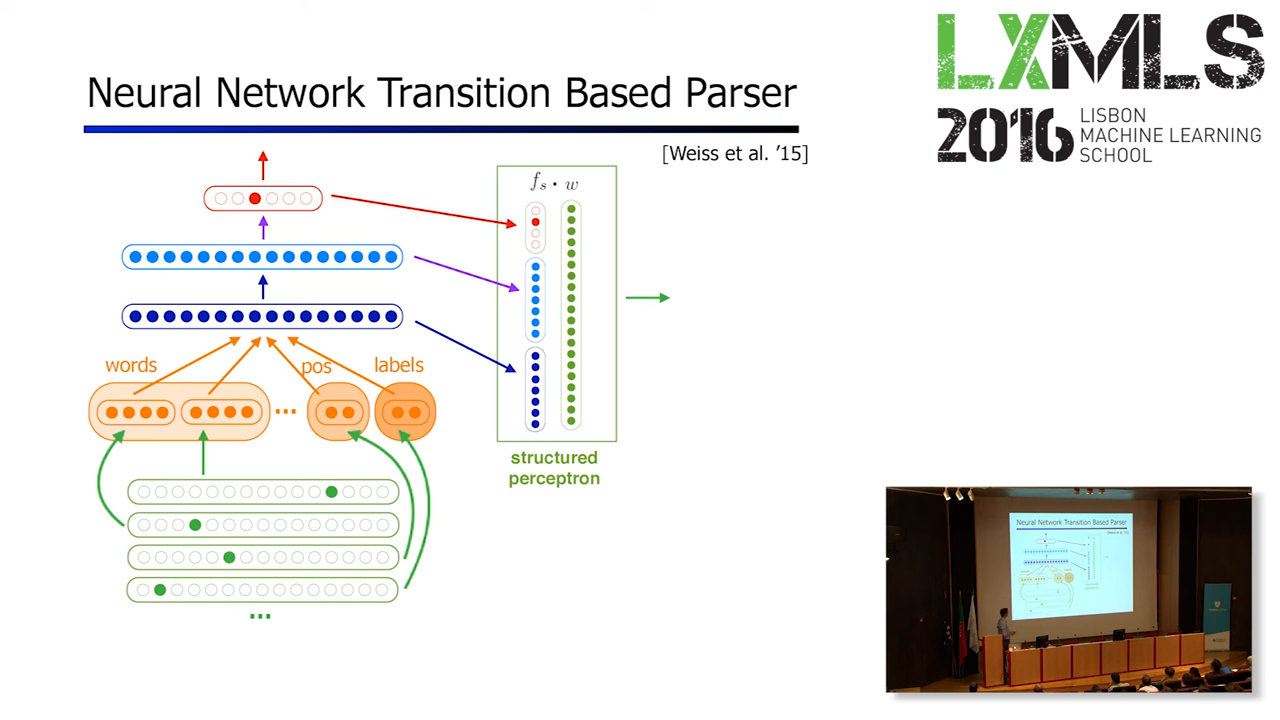 Neural Network Transition Based Parser
[Weiss et al. '15]
fs · w
words
pos
labels
...
structured
perceptron
...
LXMLS
2016 LISBON
MACHINE LEARNING
SCHOOL
Neural Network Transition Based Parser